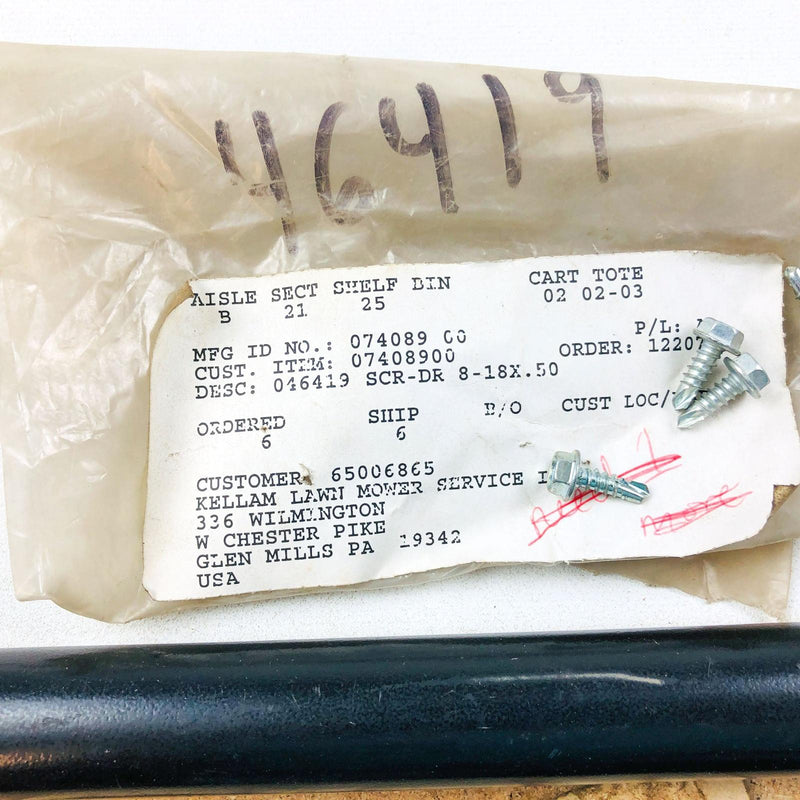 46419
AISLE SECT SHELF BIN CART TOTE
B 21 25 02 02-03
MFG ID NO.: 074089 00 P/L:
CUST. ITEM: 07408900 ORDER: 12207
DESC: 046419 SCR-DR 8-18X.50
ORDERED SHIP B/O CUST LOC/
6 6
CUSTOMER 65006865
KELLAM LAWN MOWER SERVICE I
336 WILMINGTON
W CHESTER PIKE
GLEN MILLS PA 19342
USA